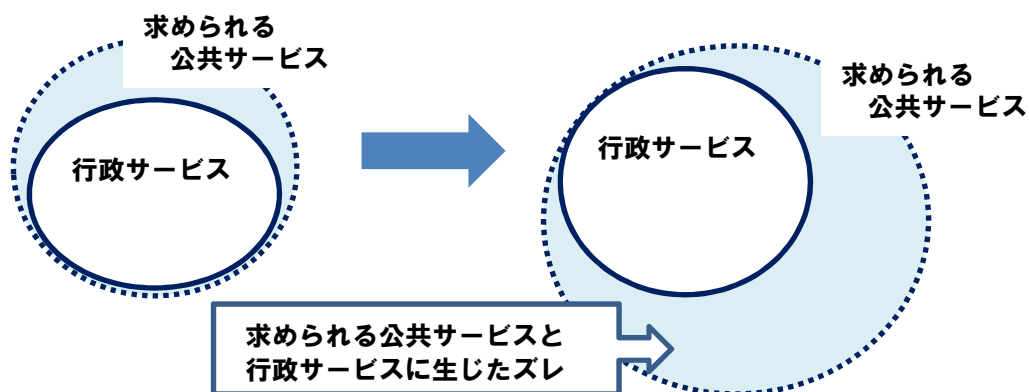 求められる
公共サービス
行政サービス
求められる
公共サービス
行政サービス
求められる公共サービスと
行政サービスに生じたズレ